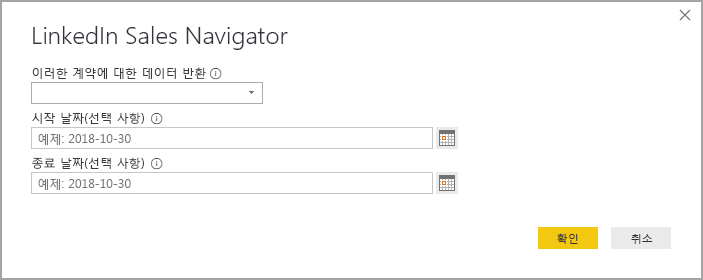 LinkedIn Sales Navigator
이러한 계약에 대한 데이터 반환
시작 날짜(선택 사항)
예제: 2018-10-30
종료 날짜(선택 사항)
예제: 2018-10-30
확인 취소